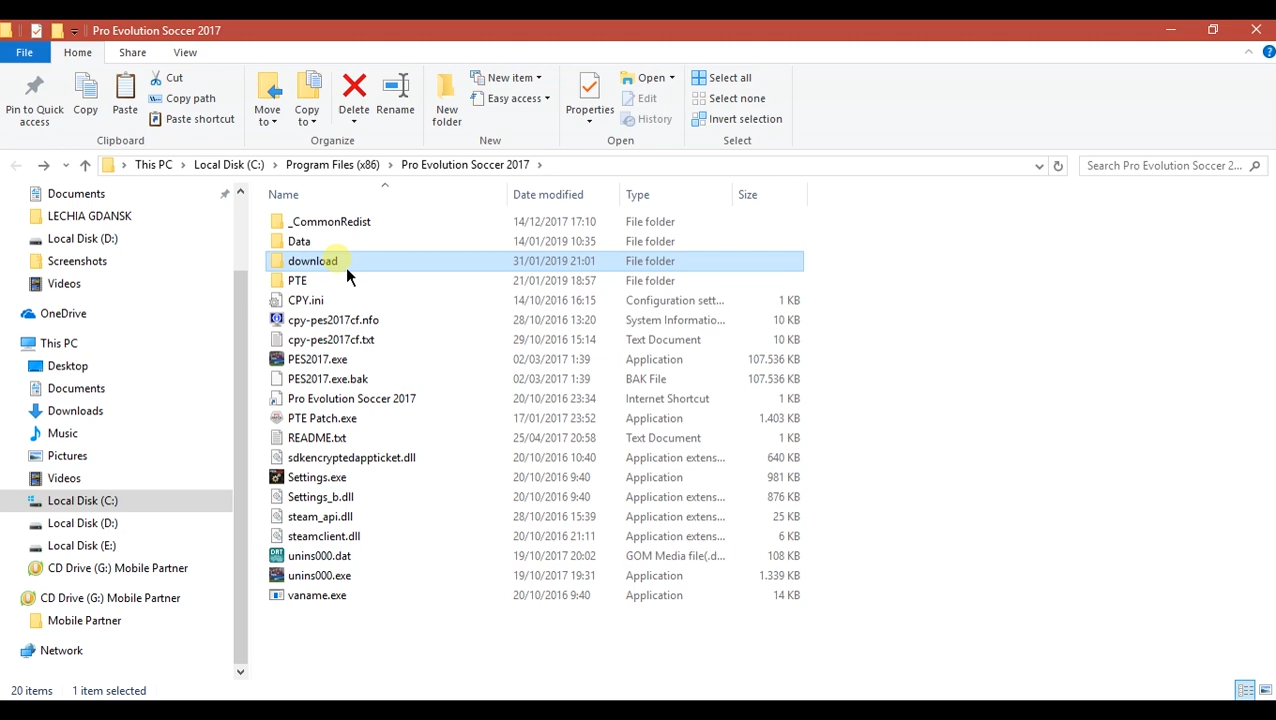 Pro Evolution Soccer 2017
File Home Share View
Pin to Quick access
Copy
Paste
Cut
Copy path
Paste shortcut
Clipboard
Move to
Copy to
Delete
Rename
Organize
New folder
New item
Easy access
New
Properties
Open
Edit
History
Open
Select all
Select none
Invert selection
Select
This PC Local Disk (C:) Program Files (x86) Pro Evolution Soccer 2017
Search Pro Evolution Soccer 2...
Documents
LECHIA GDANSK
Local Disk (D:)
Screenshots
Videos
OneDrive
This PC
Desktop
Documents
Downloads
Music
Pictures
Videos
Local Disk (C:)
Local Disk (D:)
Local Disk (E:)
CD Drive (G:) Mobile Partner
CD Drive (G:) Mobile Partner
Mobile Partner
Network
Name Date modified Type Size
_CommonRedist 14/12/2017 17:10 File folder
Data 14/01/2019 10:35 File folder
download 31/01/2019 21:01 File folder
PTE 21/01/2019 18:57 File folder
CPY.ini 14/10/2016 16:15 Configuration sett... 1 KB
cpy-pes2017cf.nfo 28/10/2016 13:20 System Informatio... 10 KB
cpy-pes2017cf.txt 29/10/2016 15:14 Text Document 10 KB
PES2017.exe 02/03/2017 1:39 Application 107.536 KB
PES2017.exe.bak 02/03/2017 1:39 BAK File 107.536 KB
Pro Evolution Soccer 2017 20/10/2016 23:34 Internet Shortcut 1 KB
PTE Patch.exe 17/01/2017 23:52 Application 1.403 KB
README.txt 25/04/2017 20:58 Text Document 1 KB
sdkencryptedappticket.dll 20/10/2016 10:40 Application extens... 640 KB
Settings.exe 20/10/2016 9:40 Application 981 KB
Settings_b.dll 20/10/2016 9:40 Application extens... 876 KB
steam_api.dll 28/10/2016 15:39 Application extens... 25 KB
steamclient.dll 20/10/2016 21:11 Application extens... 6 KB
unins000.dat 19/10/2017 20:02 GOM Media file(.d... 108 KB
unins000.exe 19/10/2017 19:31 Application 1.339 KB
vaname.exe 20/10/2016 9:40 Application 14 KB
20 items 1 item selected